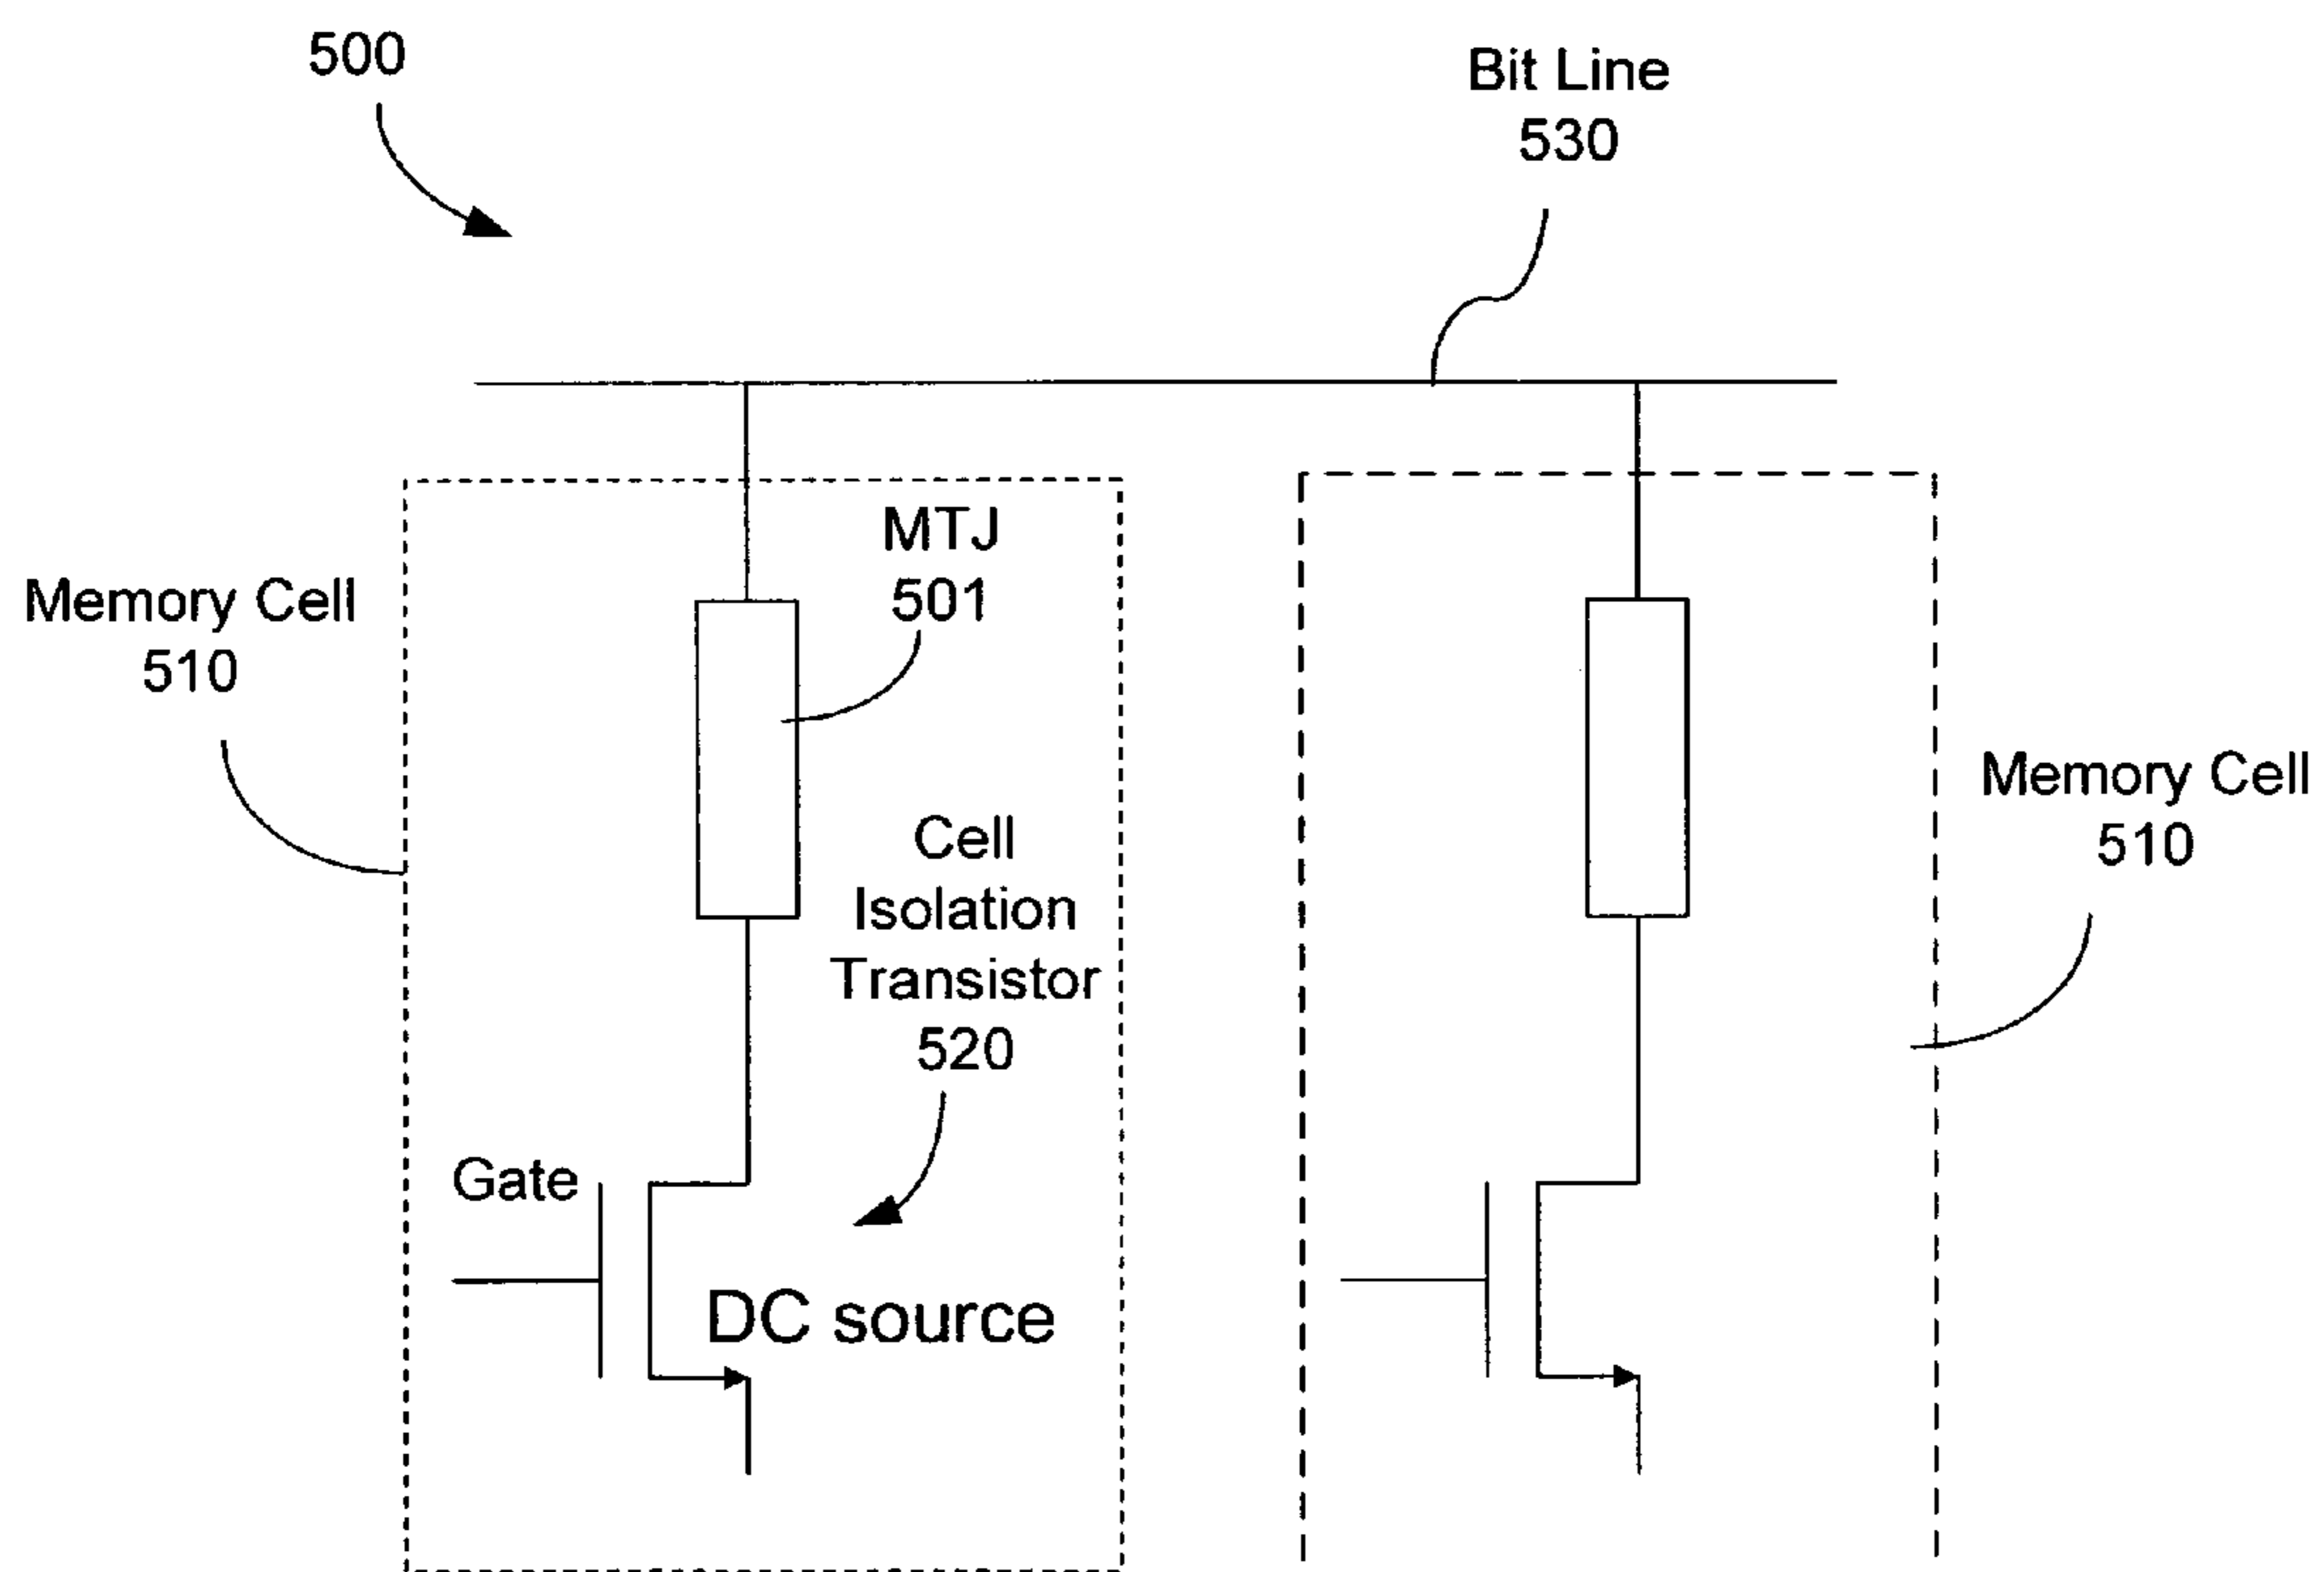 500
Bit Line
530
MTJ
501
Memory Cell
510
Cell
Isolation
Transistor
520
Memory Cell
510
Gate
DC source